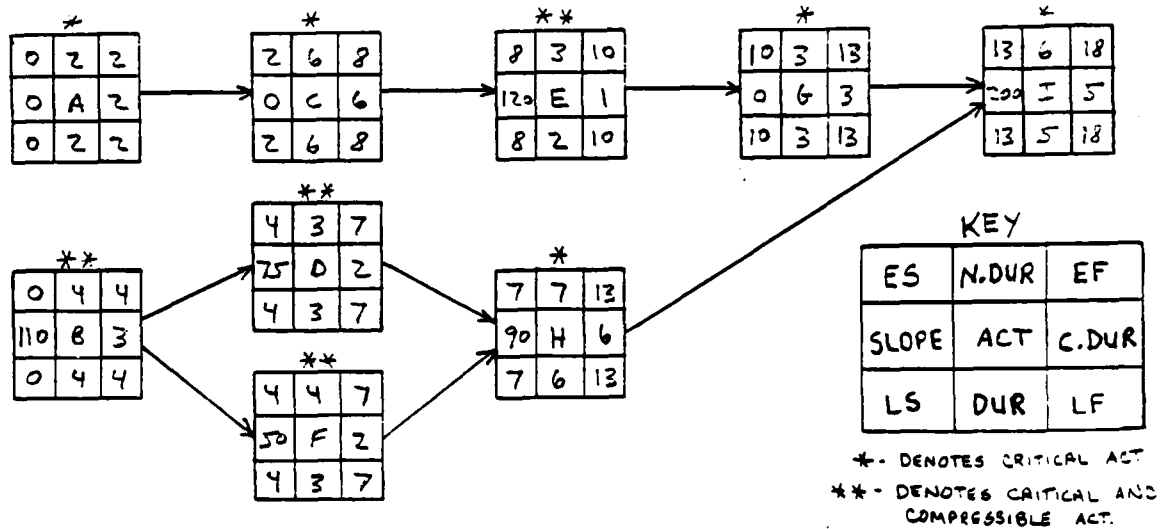 *
0 2 2
0 A 2
0 2 2
*
2 6 8
0 C 6
2 6 8
**
8 3 10
120 E 1
8 2 10
*
10 3 13
0 G 3
10 3 13
*
13 6 18
200 I 5
13 5 18
**
0 4 4
110 B 3
0 4 4
**
4 3 7
75 D 2
4 3 7
**
4 4 7
50 F 2
4 3 7
*
7 7 13
90 H 6
7 6 13
KEY
ES N.DUR EF
SLOPE ACT C.DUR
LS DUR LF
* - DENOTES CRITICAL ACT
** - DENOTES CRITICAL AND
COMPRESSIBLE ACT.